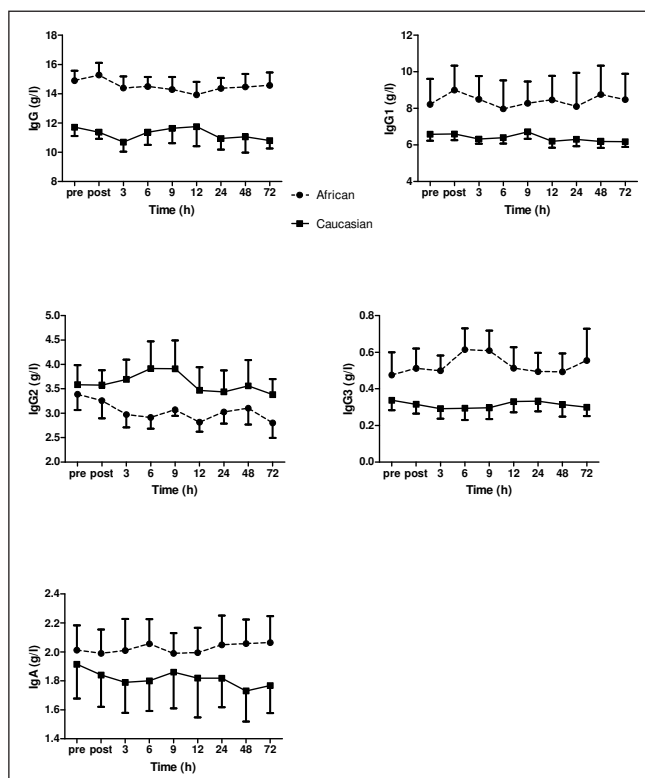 18
16
14
12
10
8
IgG (g/l)
pre post 3 6 9 12 24 48 72
Time (h)
12
10
8
6
4
IgG1 (g/l)
pre post 3 6 9 12 24 48 72
Time (h)
African
Caucasian
5.0
4.5
4.0
3.5
3.0
2.5
2.0
IgG2 (g/l)
pre post 3 6 9 12 24 48 72
Time (h)
0.8
0.6
0.4
0.2
0.0
IgG3 (g/l)
pre post 3 6 9 12 24 48 72
Time (h)
2.4
2.2
2.0
1.8
1.6
1.4
IgA (g/l)
pre post 3 6 9 12 24 48 72
Time (h)